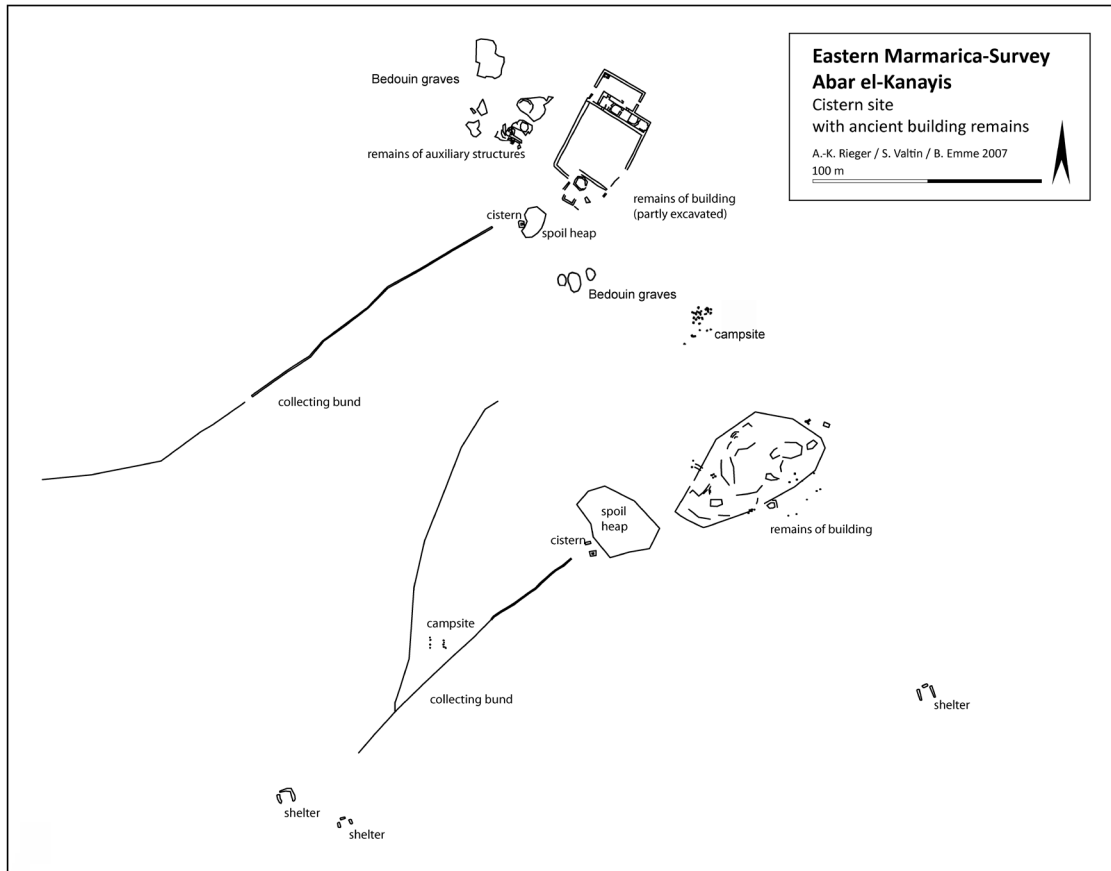 Eastern Marmarica-Survey
Abar el-Kanayis
Cistern site
with ancient building remains
A.-K. Rieger / S. Valtin / B. Emme 2007
100 m
Bedouin graves
remains of auxiliary structures
remains of building
(partly excavated)
cistern
spoil heap
Bedouin graves
campsite
collecting bund
spoil
heap
remains of building
cistern
campsite
collecting bund
shelter
shelter
shelter